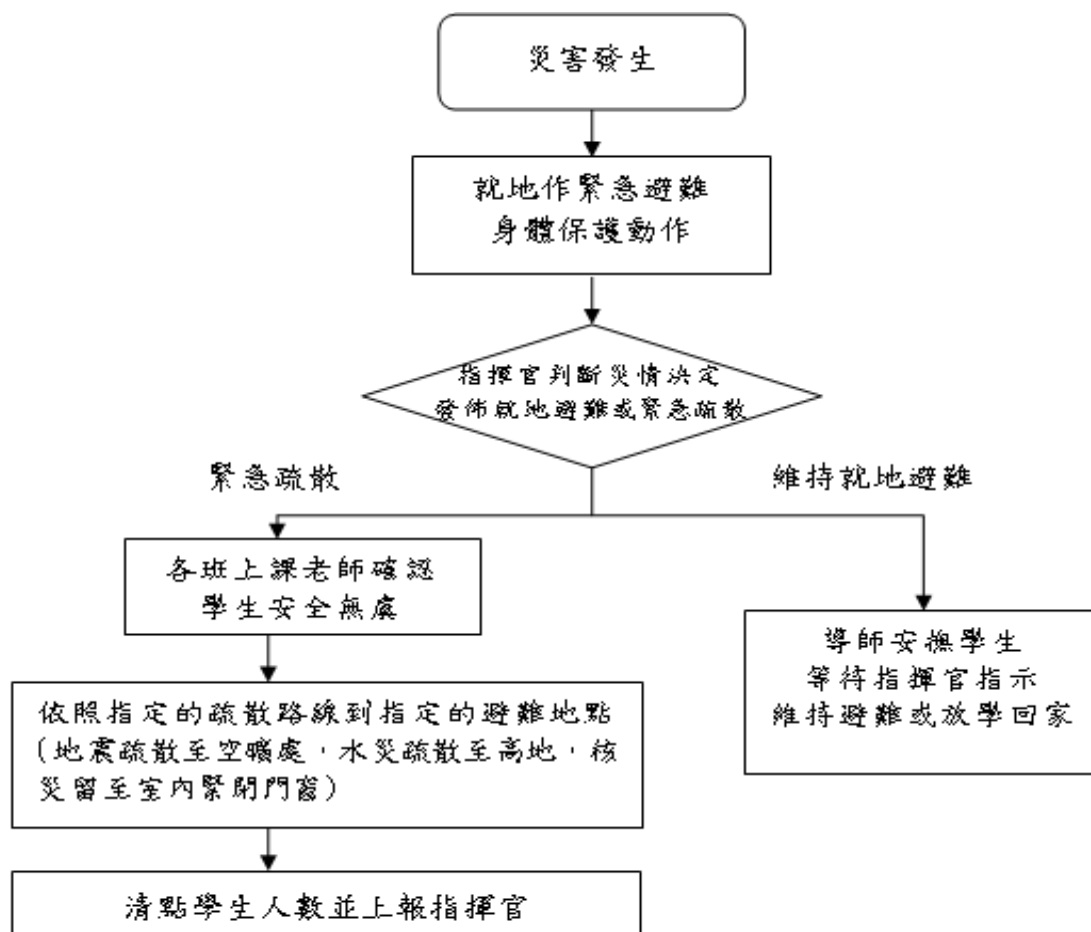 災害發生
就地作緊急避難
身體保護動作
指揮官判斷災情決定
發佈就地避難或緊急疏散
緊急疏散
維持就地避難
各班上課老師確認
學生安全無虞
導師安撫學生
等待指揮官指示
維持避難或放學回家
依照指定的疏散路線到指定的避難地點
(地震疏散至空曠處，水災疏散至高地，核
災留至室內緊閉門窗)
清點學生人數並上報指揮官